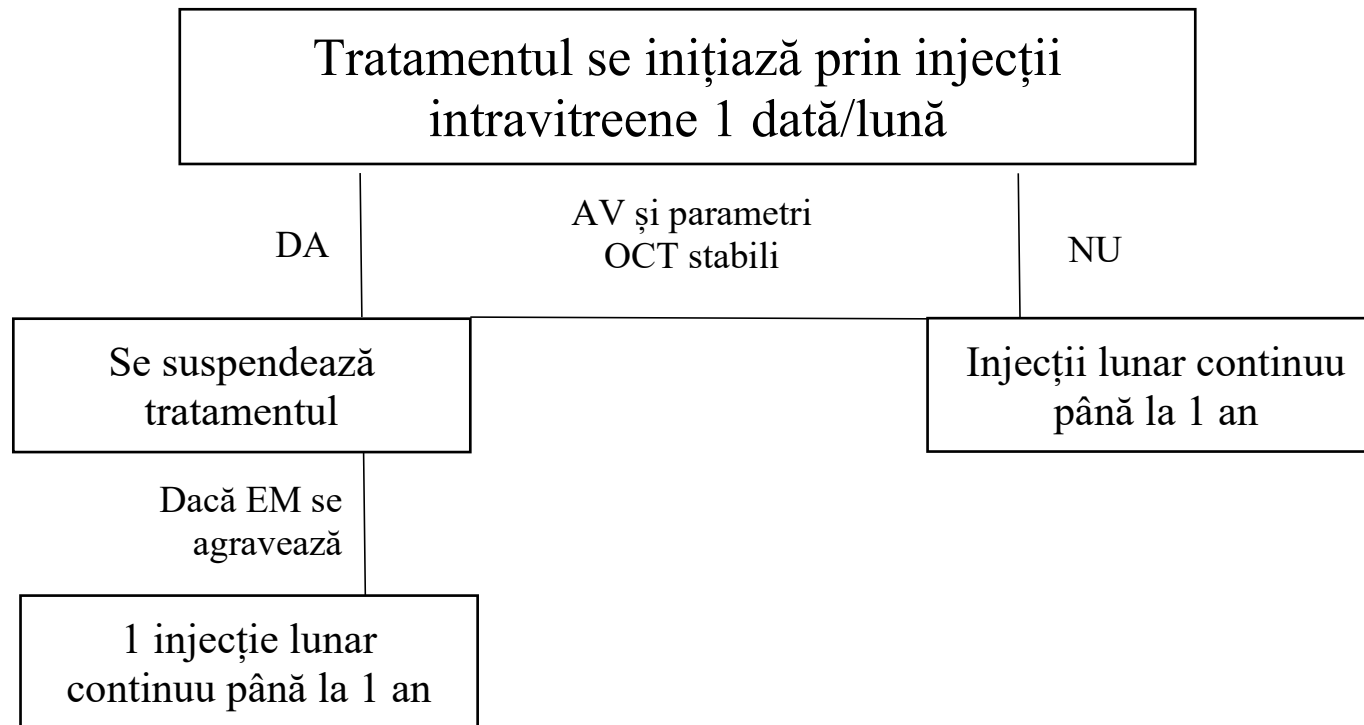 Tratamentul se inițiază prin injecții
intravitreene 1 dată/lună
DA
AV și parametri
OCT stabili
NU
Se suspendează
tratamentul
Injecții lunar continuu
până la 1 an
Dacă EM se
agravează
1 injecție lunar
continuu până la 1 an